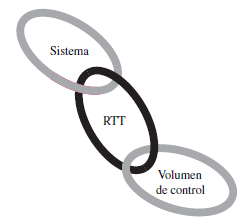 Sistema
RTT
Volumen
de control